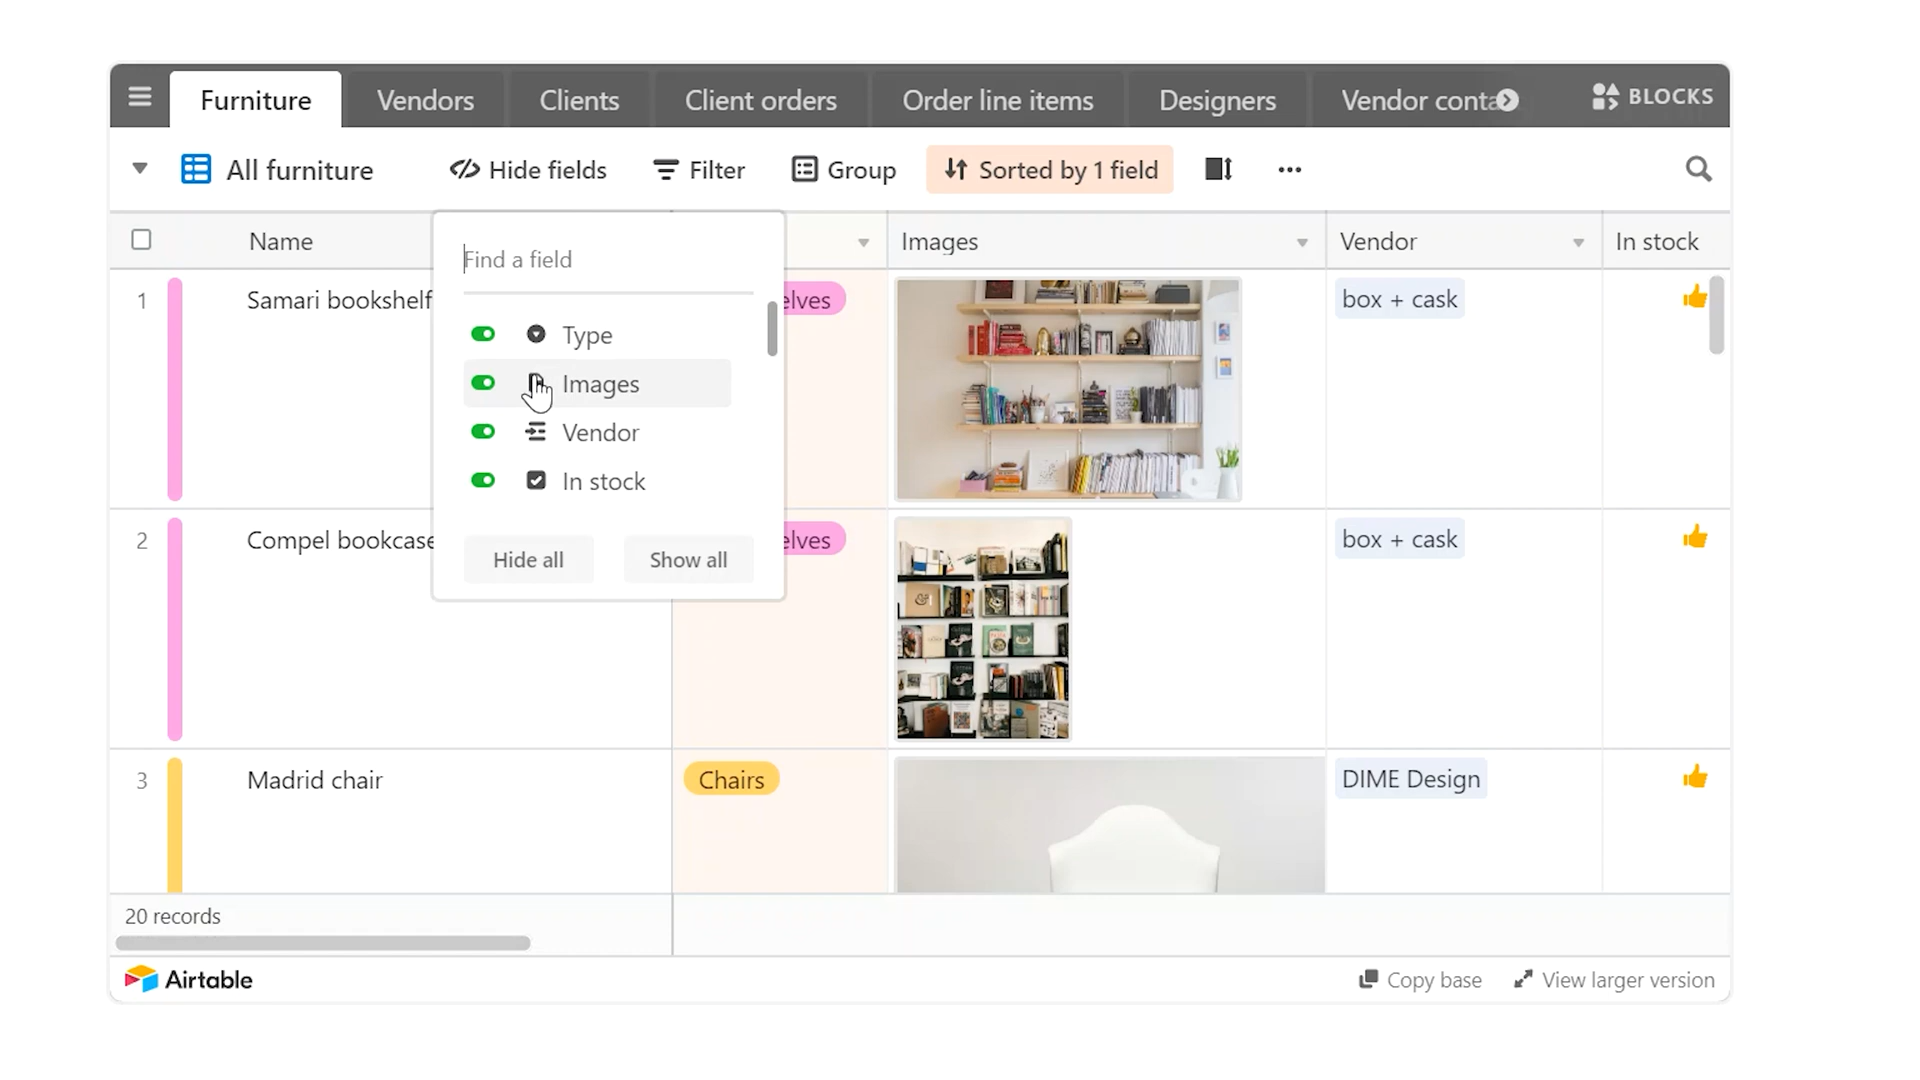 Furniture
Vendors
Clients
Client orders
Order line items
Designers
Vendor conta
BLOCKS
All furniture
Hide fields
Filter
Group
Sorted by 1 field
Name
Images
Vendor
In stock
Find a field
Type
Images
Vendor
In stock
Hide all
Show all
1
Samari bookshelf
elves
box + cask
2
Compel bookcase
elves
box + cask
3
Madrid chair
Chairs
DIME Design
20 records
Airtable
Copy base
View larger version